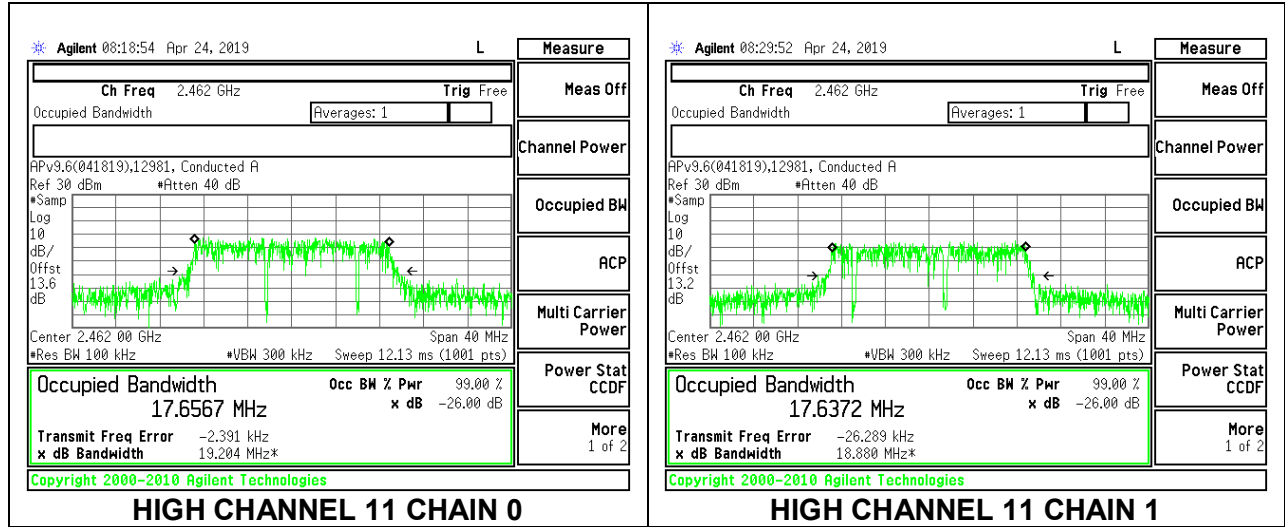 Agilent 08:18:54 Apr 24, 2019 L
Measure
Ch Freq 2.462 GHz Trig Free
Meas Off
Occupied Bandwidth Averages: 1
Channel Power
APv9.6(041819),12981, Conducted A
Ref 30 dBm #Atten 40 dB
#Samp
Occupied BW
Log
10
dB/
ACP
Offst
13.6
dB
Multi Carrier
Power
Center 2.462 00 GHz Span 40 MHz
#Res BW 100 kHz #VBW 300 kHz Sweep 12.13 ms (1001 pts)
Power Stat
CCDF
Occupied Bandwidth Occ BW % Pwr 99.00 %
17.6567 MHz x dB -26.00 dB
More
1 of 2
Transmit Freq Error -2.391 kHz
x dB Bandwidth 19.204 MHz*
Copyright 2000-2010 Agilent Technologies
HIGH CHANNEL 11 CHAIN 0
Agilent 08:29:52 Apr 24, 2019 L
Measure
Ch Freq 2.462 GHz Trig Free
Meas Off
Occupied Bandwidth Averages: 1
Channel Power
APv9.6(041819),12981, Conducted A
Ref 30 dBm #Atten 40 dB
#Samp
Occupied BW
Log
10
dB/
ACP
Offst
13.2
dB
Multi Carrier
Power
Center 2.462 00 GHz Span 40 MHz
#Res BW 100 kHz #VBW 300 kHz Sweep 12.13 ms (1001 pts)
Power Stat
CCDF
Occupied Bandwidth Occ BW % Pwr 99.00 %
17.6372 MHz x dB -26.00 dB
More
1 of 2
Transmit Freq Error -26.289 kHz
x dB Bandwidth 18.880 MHz*
Copyright 2000-2010 Agilent Technologies
HIGH CHANNEL 11 CHAIN 1